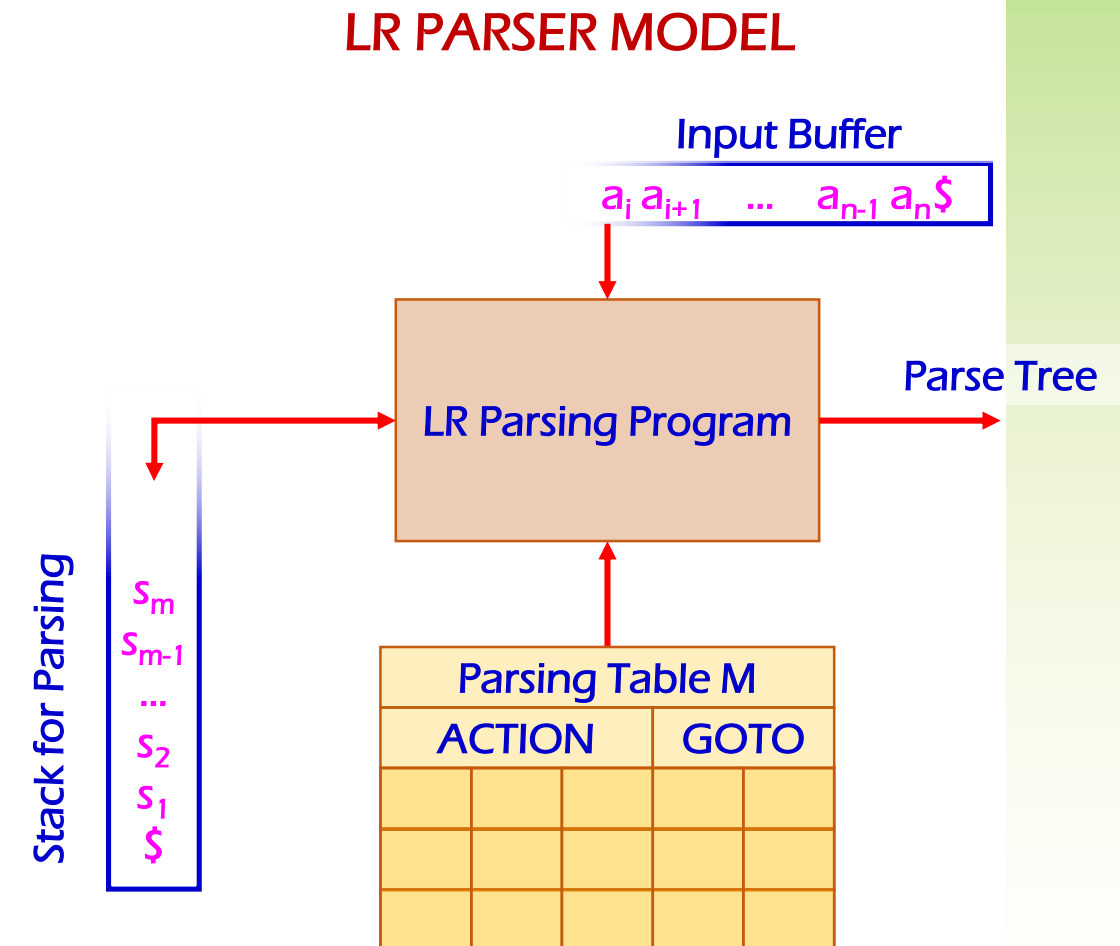 LR PARSER MODEL
Input Buffer
aᵢ aᵢ₊₁ ... aₙ₋₁ aₙ$
Parse Tree
LR Parsing Program
Stack for Parsing
sₘ
sₘ₋₁
...
s₂
s₁
$
Parsing Table M
ACTION GOTO